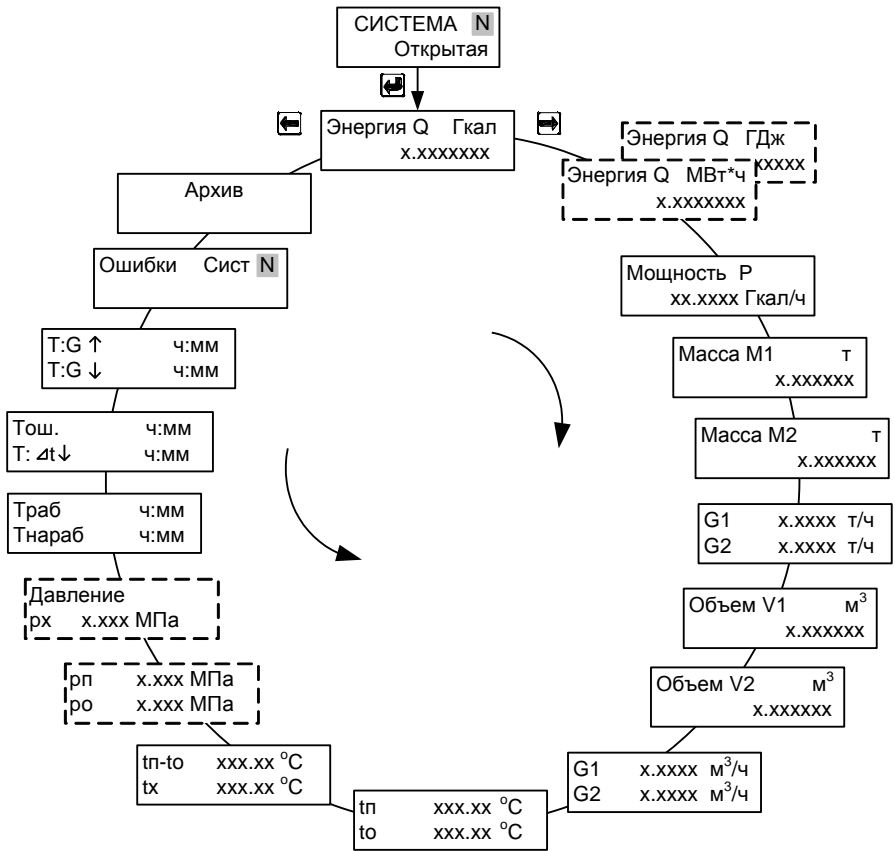 СИСТЕМА N
Открытая
Энергия Q Гкал
x.xxxxxxx
Энергия Q ГДж
xxxxx
Энергия Q МВт*ч
x.xxxxxxx
Мощность P
xx.xxxx Гкал/ч
Масса М1 т
x.xxxxxx
Масса М2 т
x.xxxxxx
G1 x.xxxx т/ч
G2 x.xxxx т/ч
Объем V1 м³
x.xxxxxx
Объем V2 м³
x.xxxxxx
G1 x.xxxx м³/ч
G2 x.xxxx м³/ч
tп xxx.xx °C
tо xxx.xx °C
tп-tо xxx.xx °C
tх xxx.xx °C
рп x.xxx МПа
ро x.xxx МПа
Давление
рх x.xxx МПа
Траб ч:мм
Тнараб ч:мм
Тош. ч:мм
Т: ⊿t↓ ч:мм
T:G ↑ ч:мм
T:G ↓ ч:мм
Ошибки Сист N
Архив